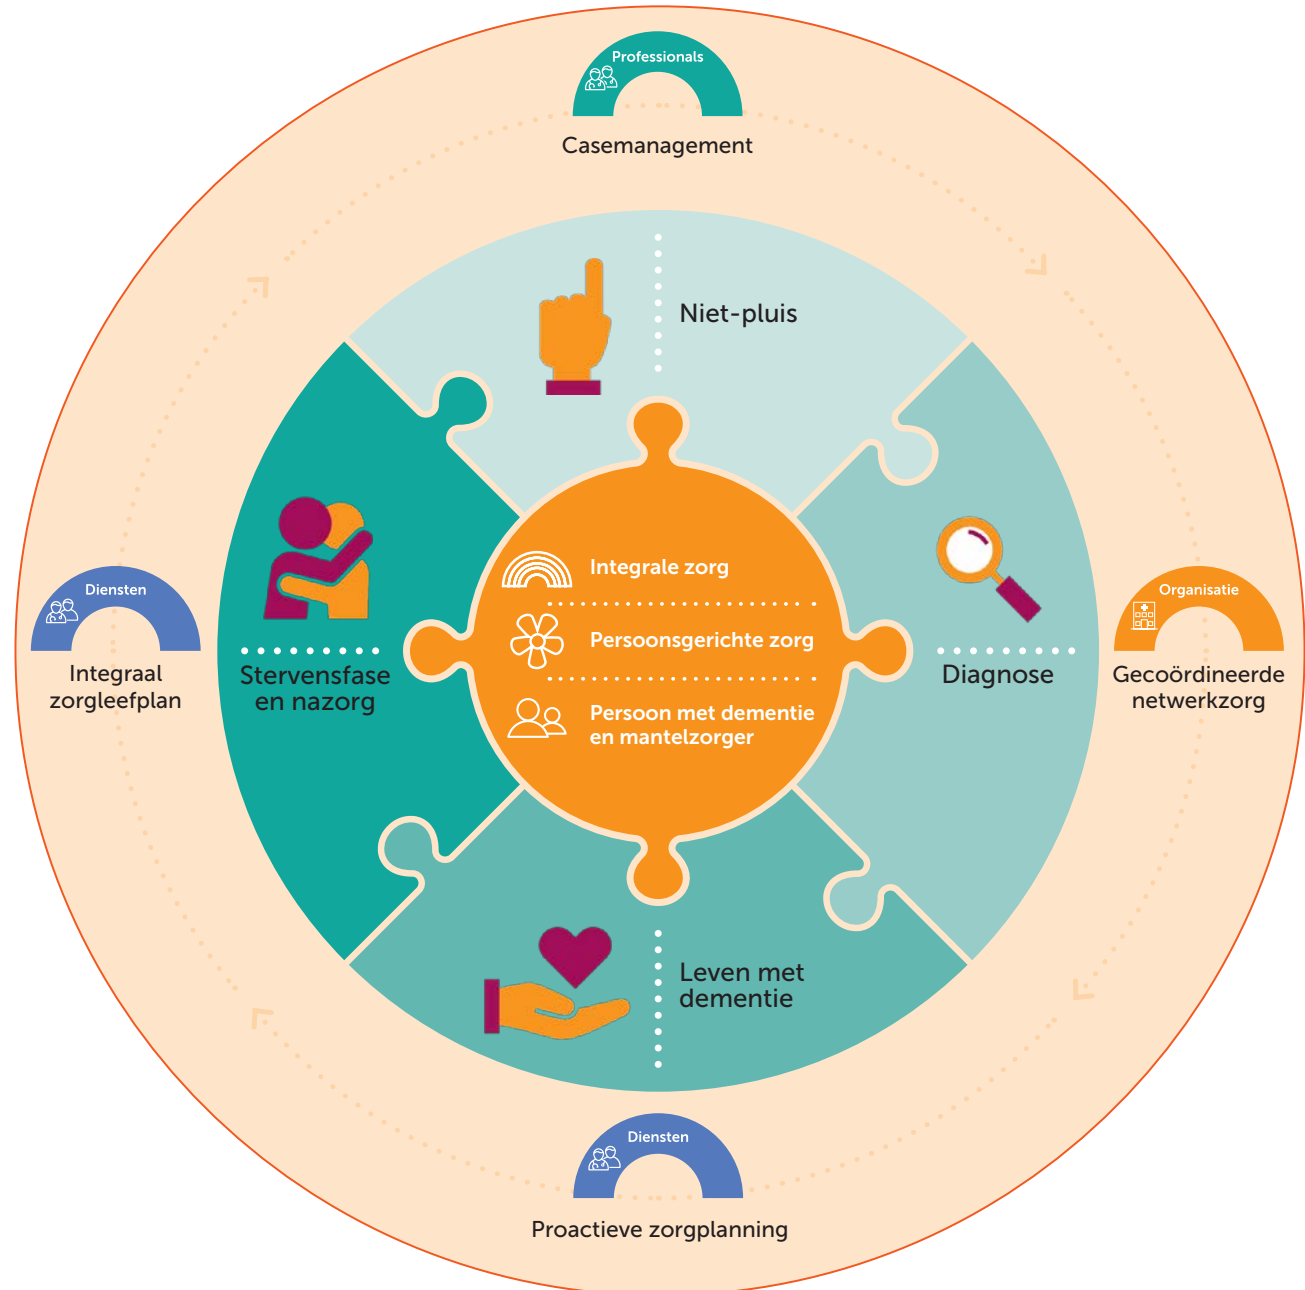 Professionals
Casemanagement
Niet-pluis
Integrale zorg
Persoonsgerichte zorg
Persoon met dementie
en mantelzorger
Diensten
Integraal
zorgleefplan
Stervensfase
en nazorg
Diagnose
Organisatie
Gecoördineerde
netwerkzorg
Leven met
dementie
Diensten
Proactieve zorgplanning